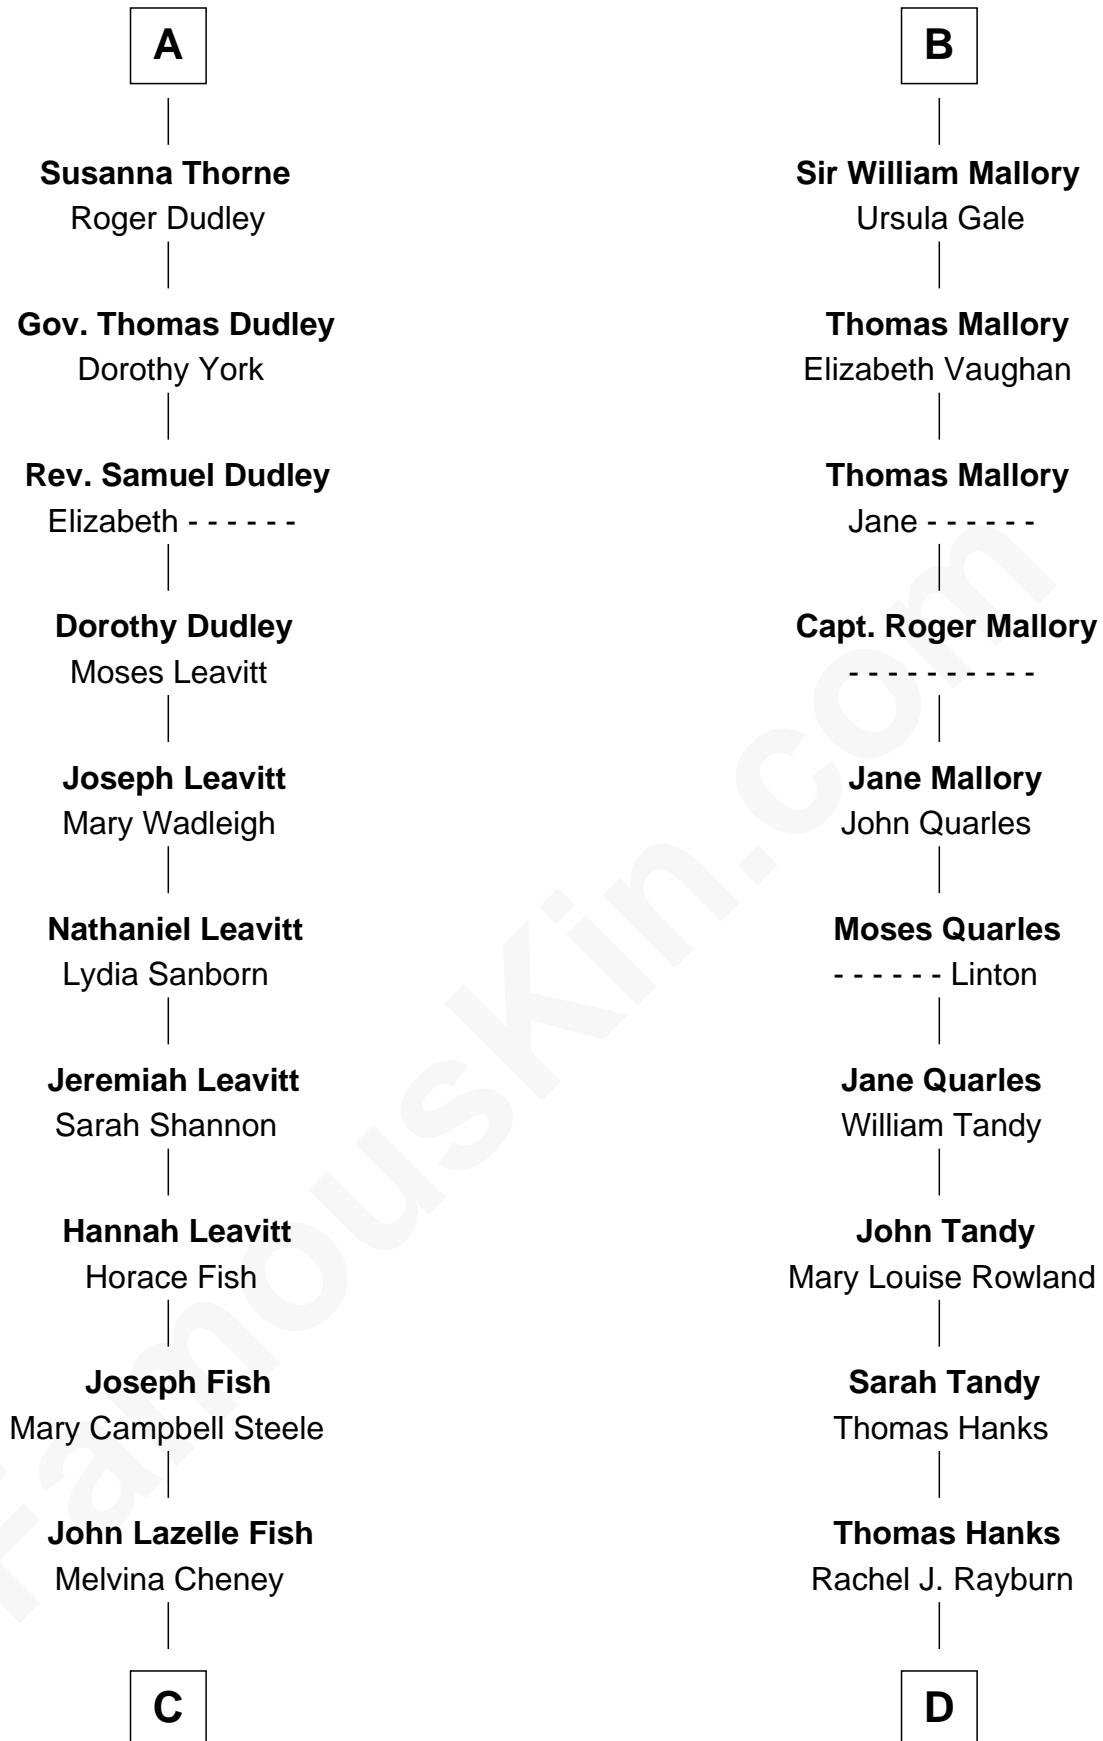 A
Susanna Thorne
Roger Dudley
Gov. Thomas Dudley
Dorothy York
Rev. Samuel Dudley
Elizabeth - - - - - -
Dorothy Dudley
Moses Leavitt
Joseph Leavitt
Mary Wadleigh
Nathaniel Leavitt
Lydia Sanborn
Jeremiah Leavitt
Sarah Shannon
Hannah Leavitt
Horace Fish
Joseph Fish
Mary Campbell Steele
John Lazelle Fish
Melvina Cheney
C
B
Sir William Mallory
Ursula Gale
Thomas Mallory
Elizabeth Vaughan
Thomas Mallory
Jane - - - - - -
Capt. Roger Mallory
- - - - - - - - - -
Jane Mallory
John Quarles
Moses Quarles
- - - - - - Linton
Jane Quarles
William Tandy
John Tandy
Mary Louise Rowland
Sarah Tandy
Thomas Hanks
Thomas Hanks
Rachel J. Rayburn
D
FamousKin.com